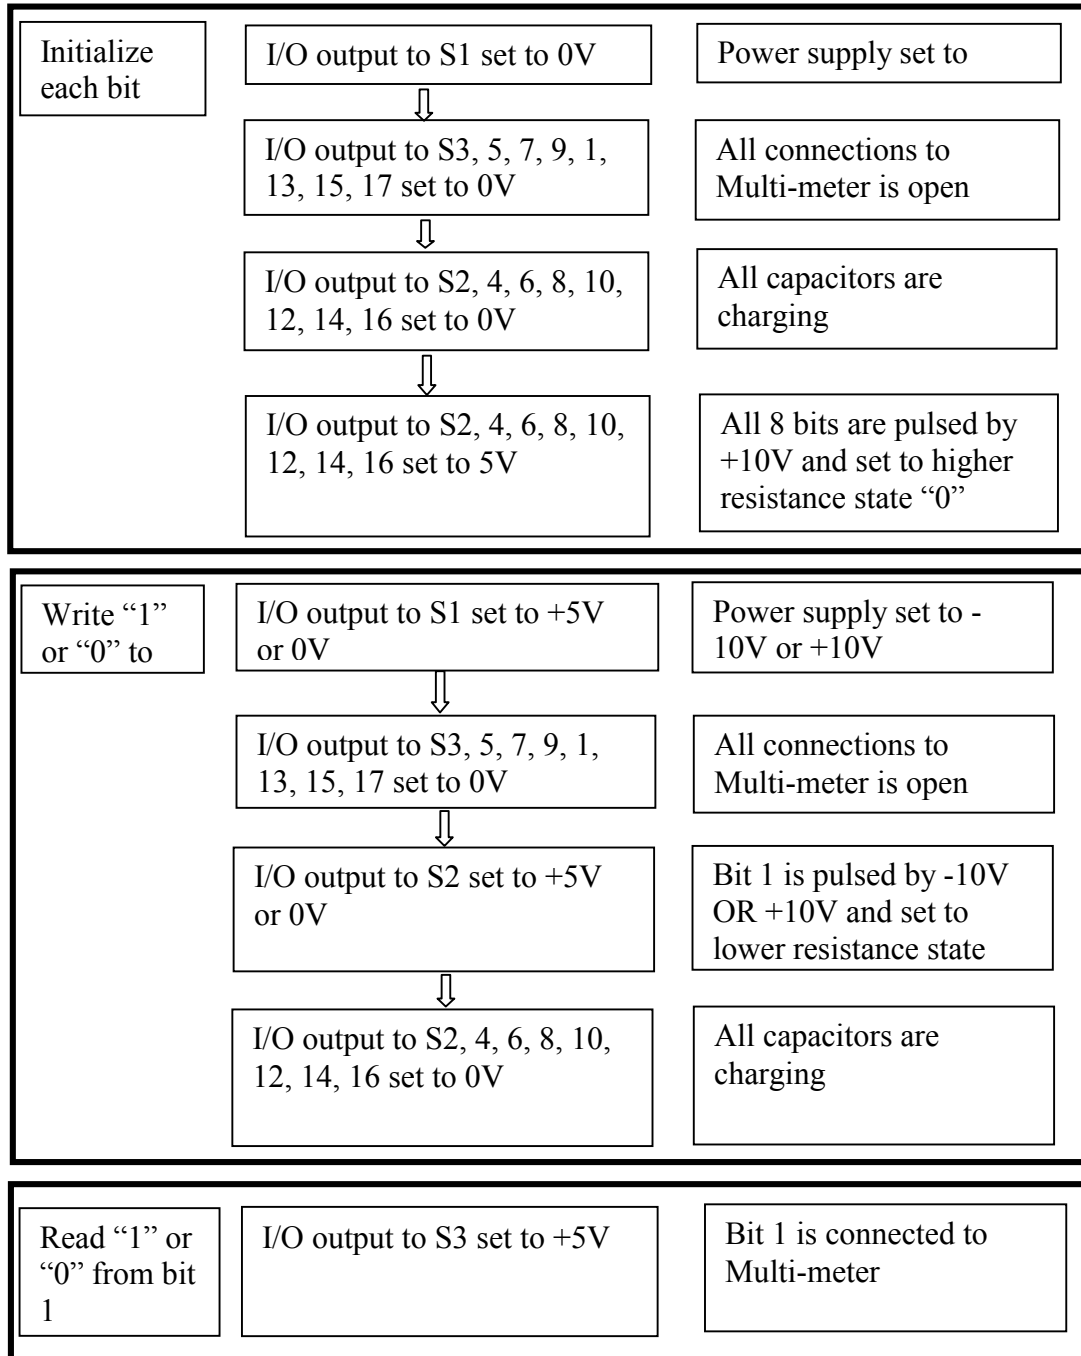 Initialize
each bit
I/O output to S1 set to 0V
Power supply set to
I/O output to S3, 5, 7, 9, 1,
13, 15, 17 set to 0V
All connections to
Multi-meter is open
I/O output to S2, 4, 6, 8, 10,
12, 14, 16 set to 0V
All capacitors are
charging
I/O output to S2, 4, 6, 8, 10,
12, 14, 16 set to 5V
All 8 bits are pulsed by
+10V and set to higher
resistance state “0”
Write “1”
or “0” to
I/O output to S1 set to +5V
or 0V
Power supply set to -
10V or +10V
I/O output to S3, 5, 7, 9, 1,
13, 15, 17 set to 0V
All connections to
Multi-meter is open
I/O output to S2 set to +5V
or 0V
Bit 1 is pulsed by -10V
OR +10V and set to
lower resistance state
I/O output to S2, 4, 6, 8, 10,
12, 14, 16 set to 0V
All capacitors are
charging
Read “1” or
“0” from bit
1
I/O output to S3 set to +5V
Bit 1 is connected to
Multi-meter